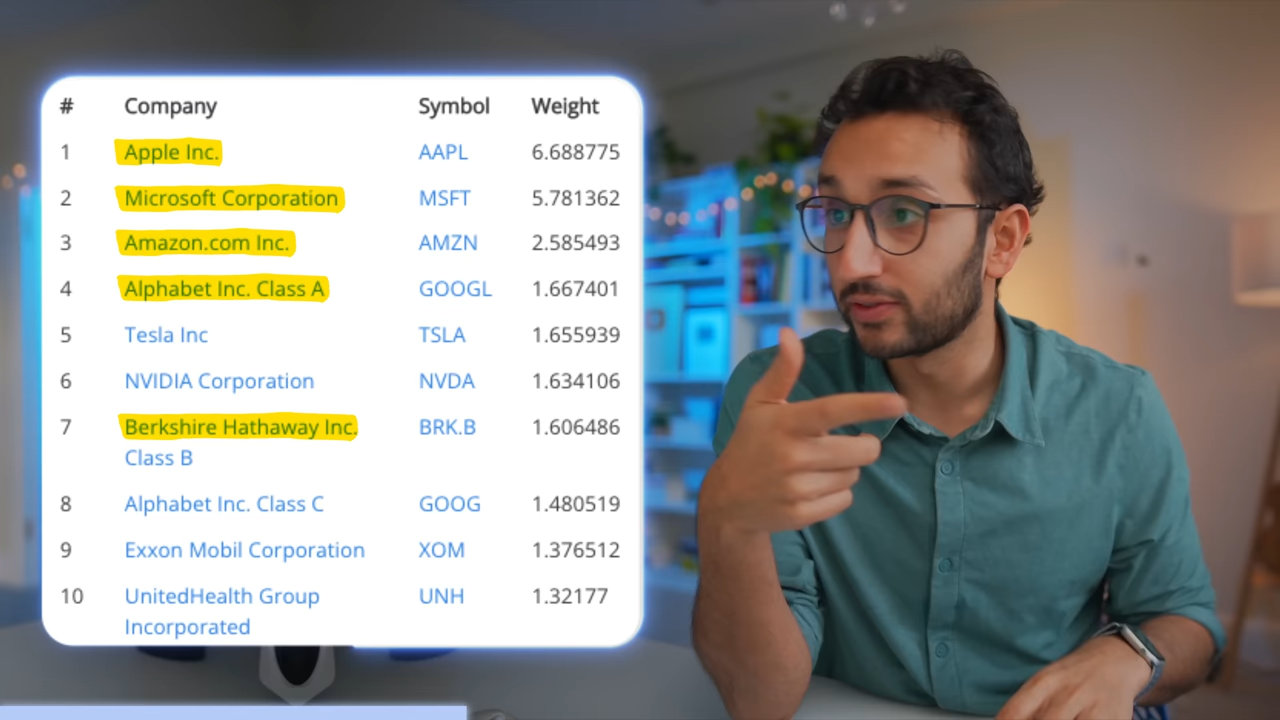 # Company Symbol Weight
1 Apple Inc. AAPL 6.688775
2 Microsoft Corporation MSFT 5.781362
3 Amazon.com Inc. AMZN 2.585493
4 Alphabet Inc. Class A GOOGL 1.667401
5 Tesla Inc TSLA 1.655939
6 NVIDIA Corporation NVDA 1.634106
7 Berkshire Hathaway Inc. BRK.B 1.606486
Class B
8 Alphabet Inc. Class C GOOG 1.480519
9 Exxon Mobil Corporation XOM 1.376512
10 UnitedHealth Group UNH 1.32177
Incorporated